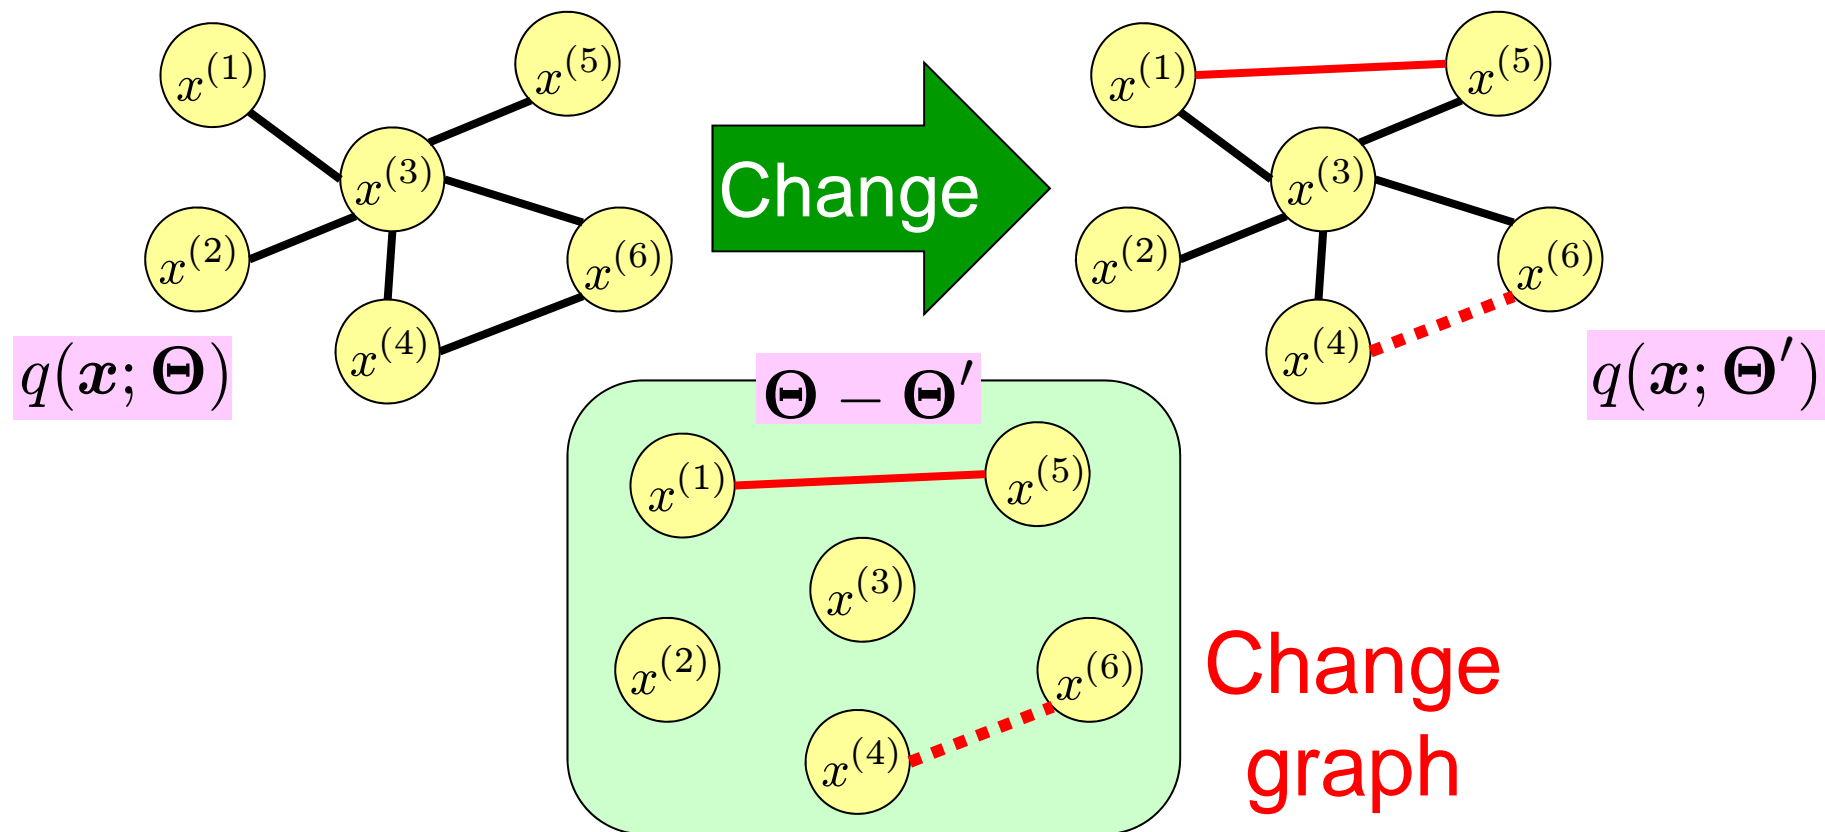 x^(1)
x^(5)
x^(3)
x^(2)
x^(6)
x^(4)
q(x; Θ)
Change
x^(1)
x^(5)
x^(3)
x^(2)
x^(6)
x^(4)
q(x; Θ′)
Θ − Θ′
x^(1)
x^(5)
x^(3)
x^(2)
x^(6)
x^(4)
Change
graph